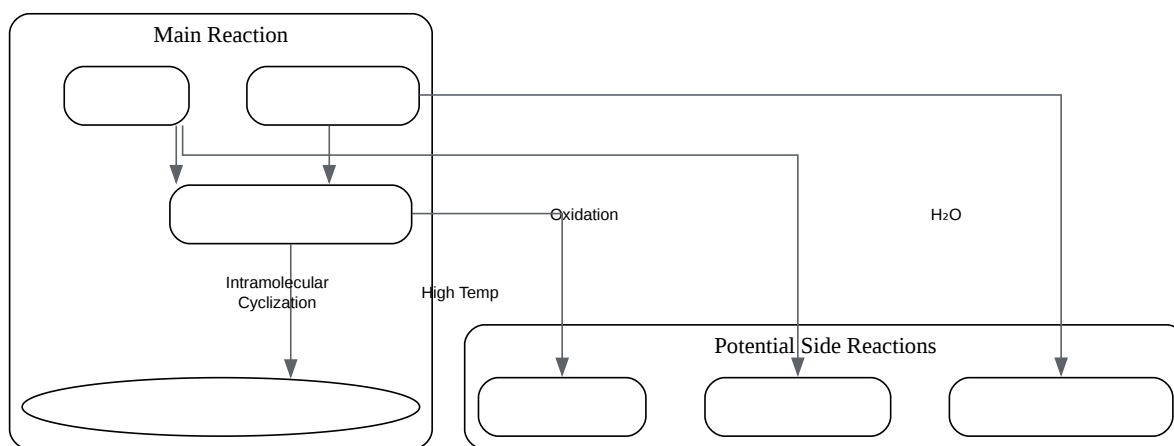 Main Reaction
Oxidation
H₂O
Intramolecular
Cyclization
High Temp
Potential Side Reactions